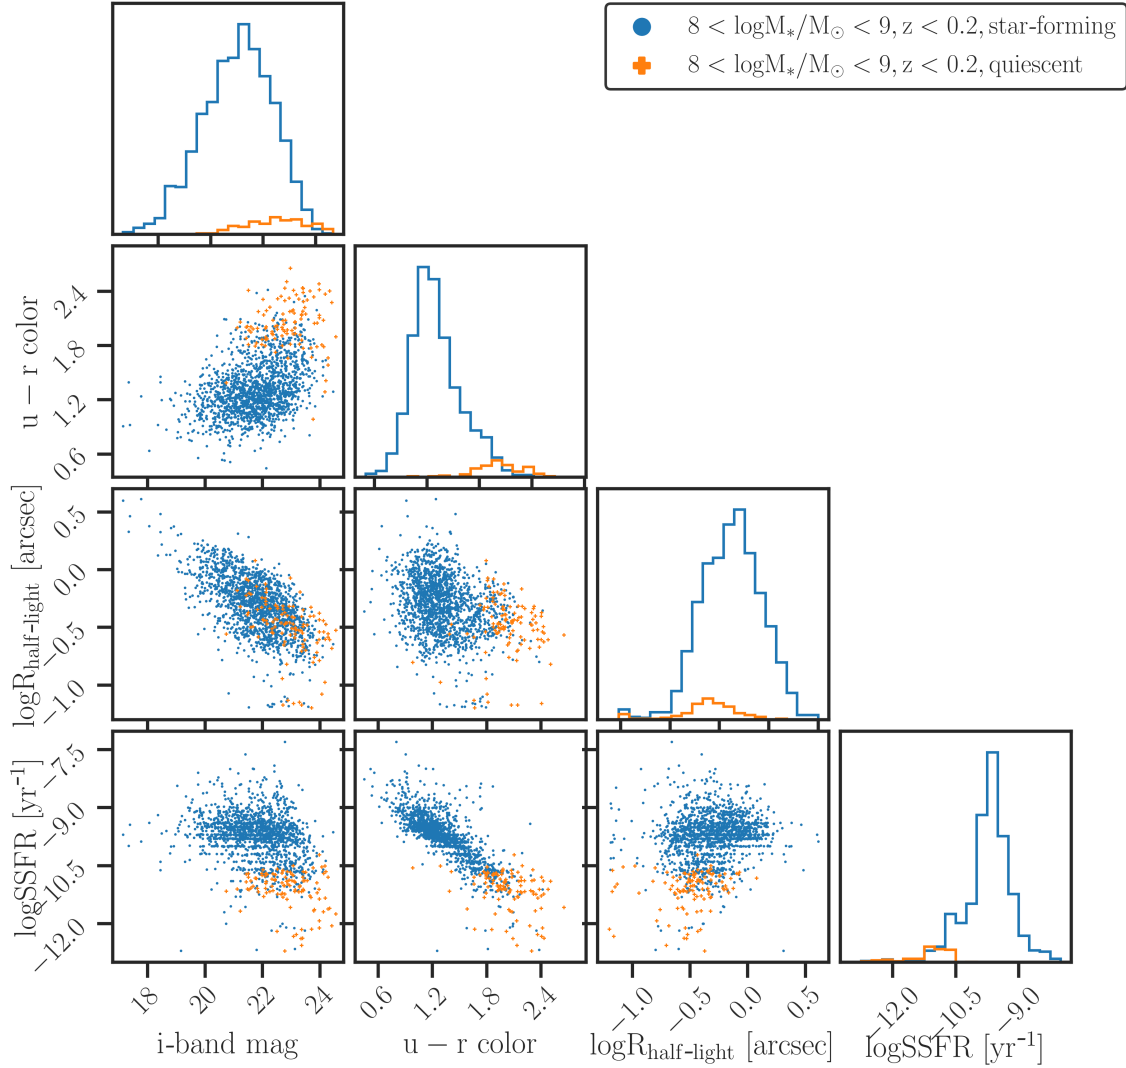 8 < logM∗/M⊙ < 9, z < 0.2, star-forming
8 < logM∗/M⊙ < 9, z < 0.2, quiescent
u − r color
2.4
1.8
1.2
0.6
logR_half-light [arcsec]
0.5
0.0
−0.5
−1.0
logSSFR [yr⁻¹]
−7.5
−9.0
−10.5
−12.0
18 20 22 24
0.6 1.2 1.8 2.4
−1.0 −0.5 0.0 0.5
−12.0 −10.5 −9.0
i-band mag
u − r color
logR_half-light [arcsec]
logSSFR [yr⁻¹]